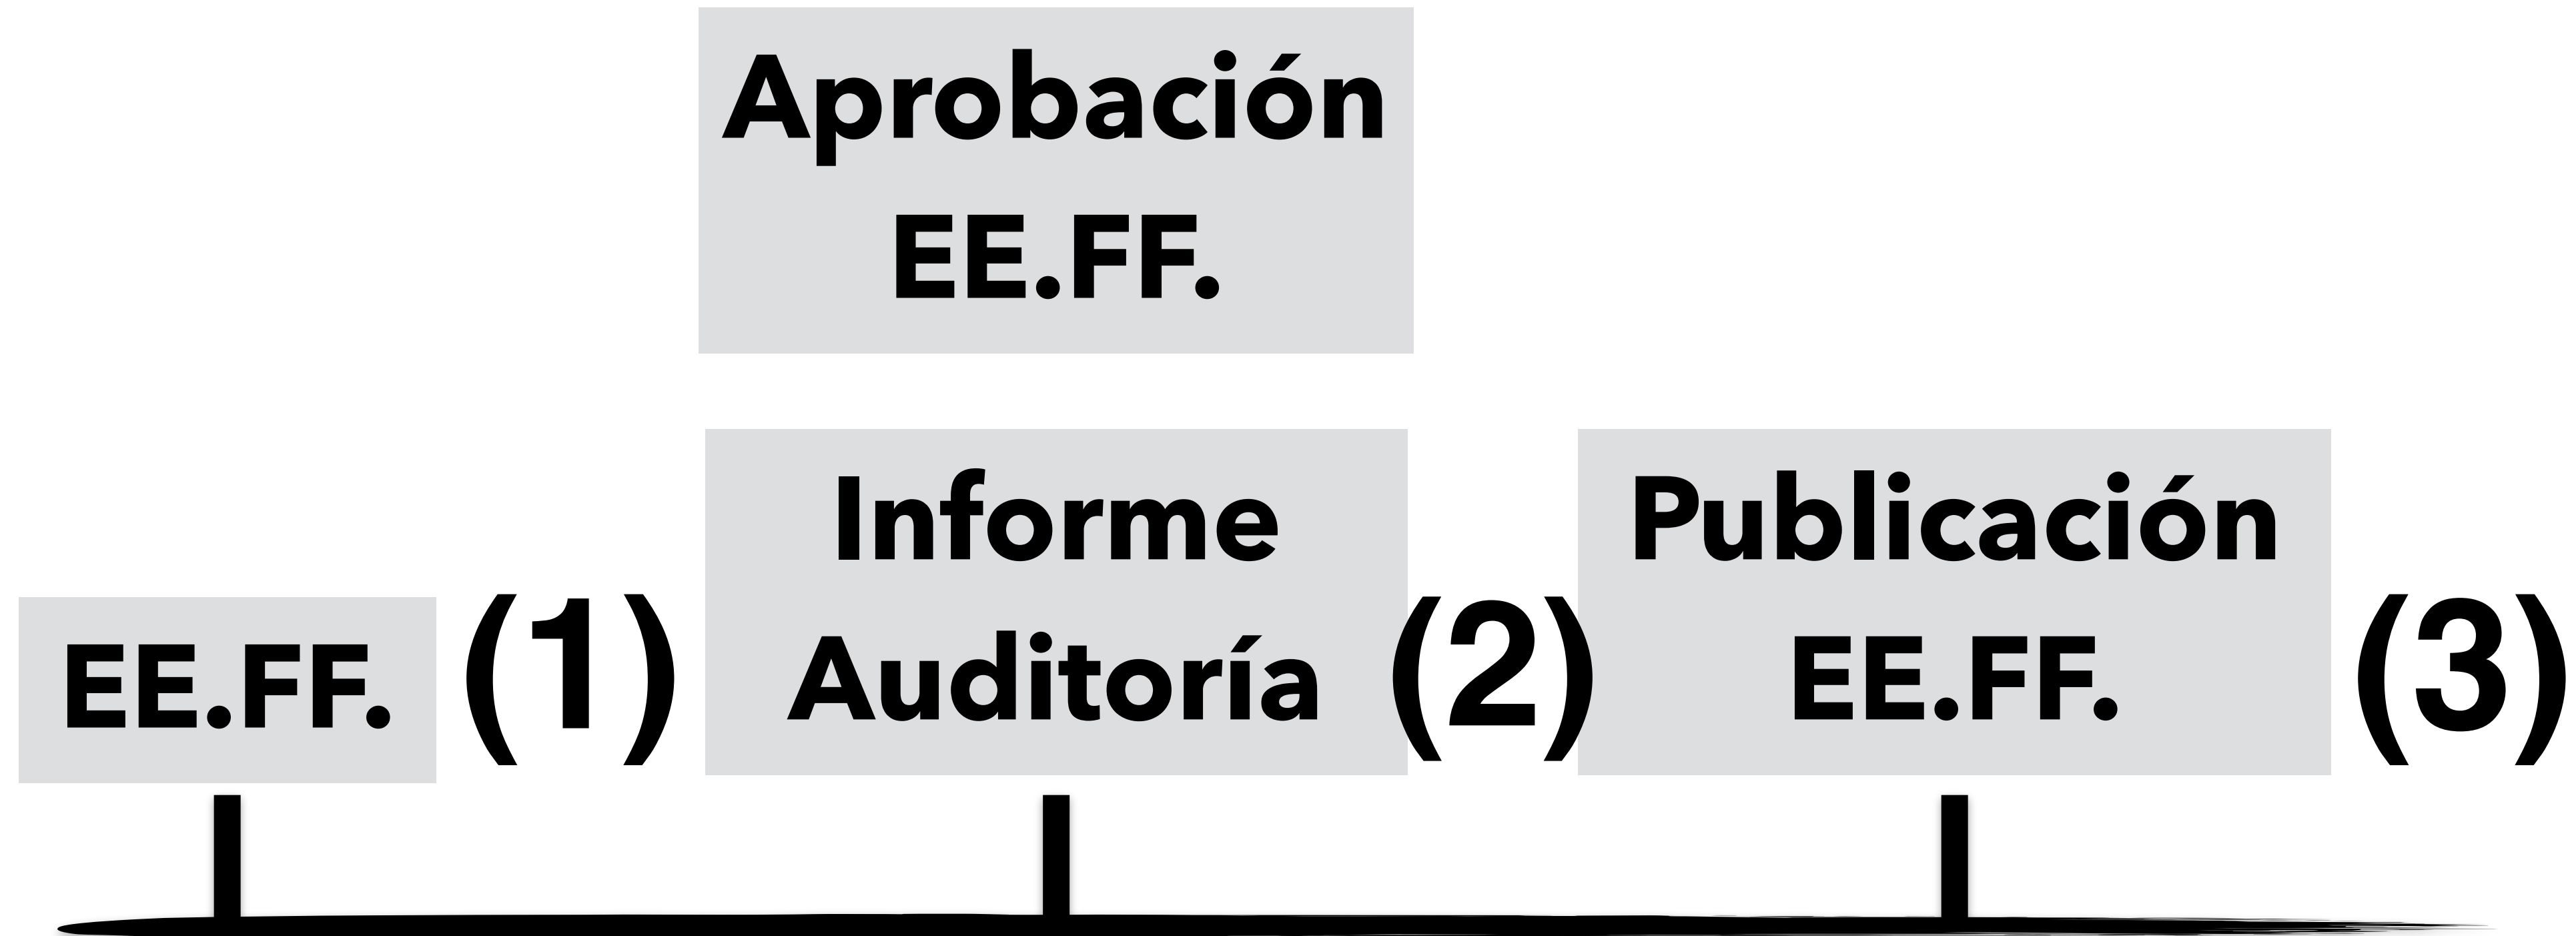 Aprobación
EE.FF.
EE.FF.
(1)
Informe
Auditoría
(2)
Publicación
EE.FF.
(3)